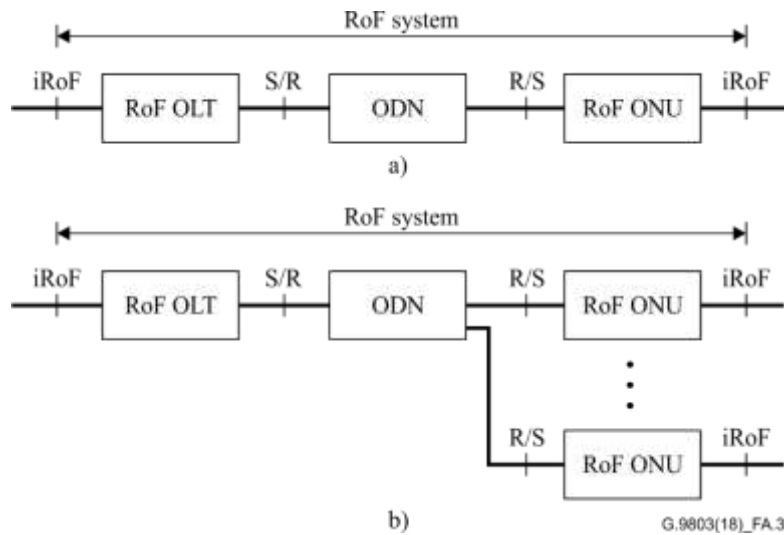 RoF system
iRoF S/R R/S iRoF
RoF OLT ODN RoF ONU
a)
RoF system
iRoF S/R R/S iRoF
RoF OLT ODN RoF ONU
R/S iRoF
RoF ONU
b)
G.9803(18)_FA.3